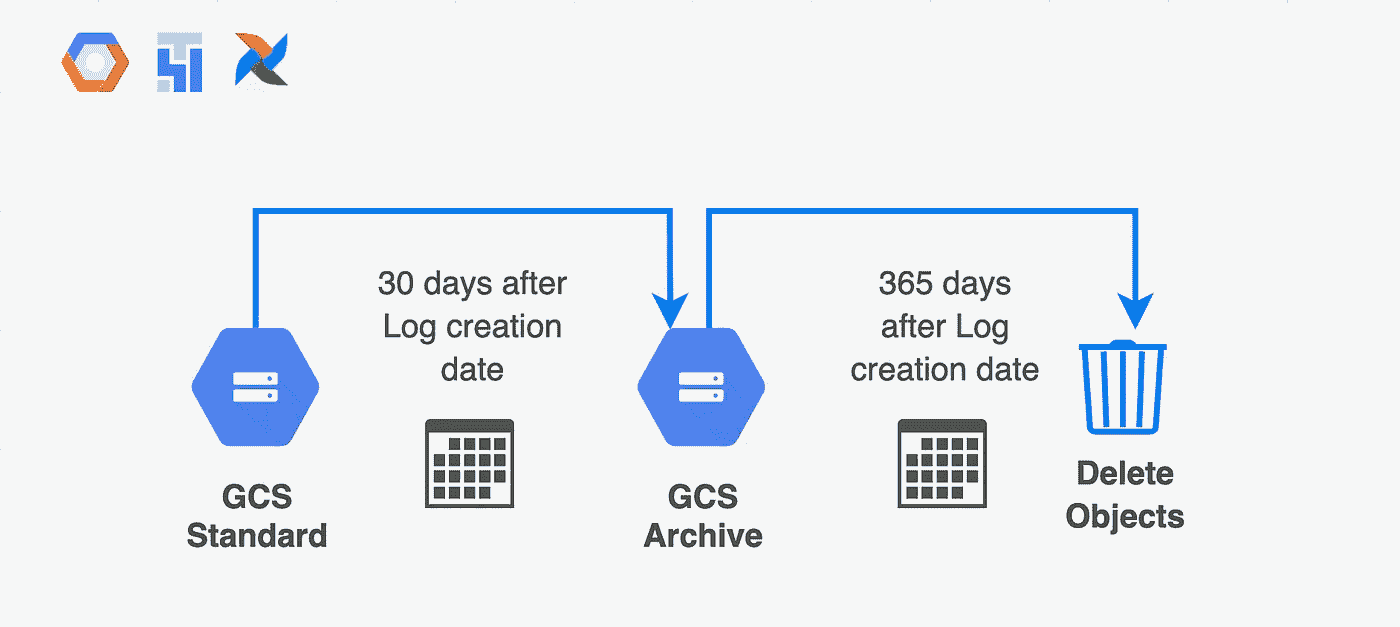 30 days after
Log creation
date
365 days
after Log
creation date
GCS
Standard
GCS
Archive
Delete
Objects